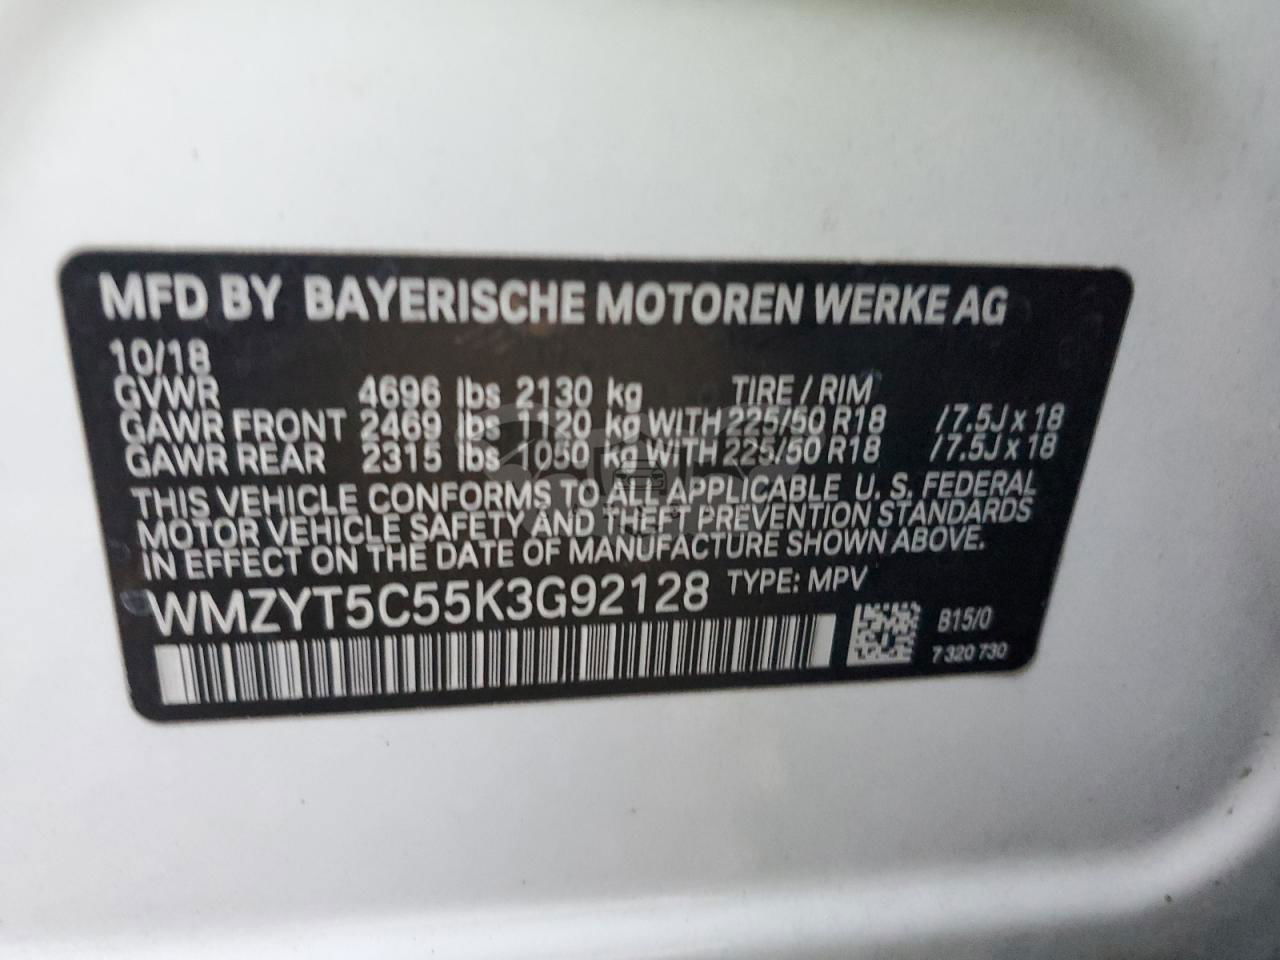 MFD BY BAYERISCHE MOTOREN WERKE AG
10/18
GVWR 4696 lbs 2130 kg TIRE / RIM
GAWR FRONT 2469 lbs 1120 kg WITH 225/50 R18 /7.5J x 18
GAWR REAR 2315 lbs 1050 kg WITH 225/50 R18 /7.5J x 18
THIS VEHICLE CONFORMS TO ALL APPLICABLE U. S. FEDERAL
MOTOR VEHICLE SAFETY AND THEFT PREVENTION STANDARDS
IN EFFECT ON THE DATE OF MANUFACTURE SHOWN ABOVE.
WMZYT5C55K3G92128 TYPE: MPV
B15/0
7 320 730